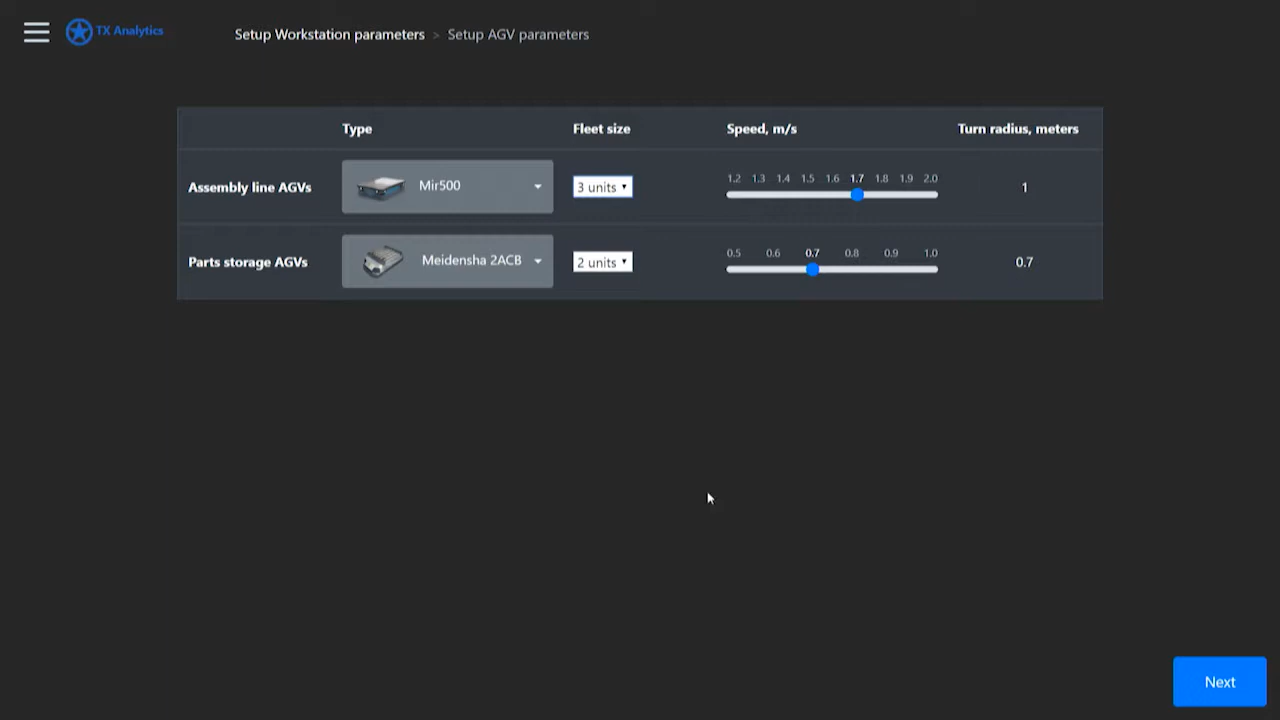 TX Analytics
Setup Workstation parameters > Setup AGV parameters
Type Fleet size Speed, m/s Turn radius, meters
Assembly line AGVs Mir500 3 units 1.2 1.3 1.4 1.5 1.6 1.7 1.8 1.9 2.0 1
Parts storage AGVs Meidensha 2ACB 2 units 0.5 0.6 0.7 0.8 0.9 1.0 0.7
Next